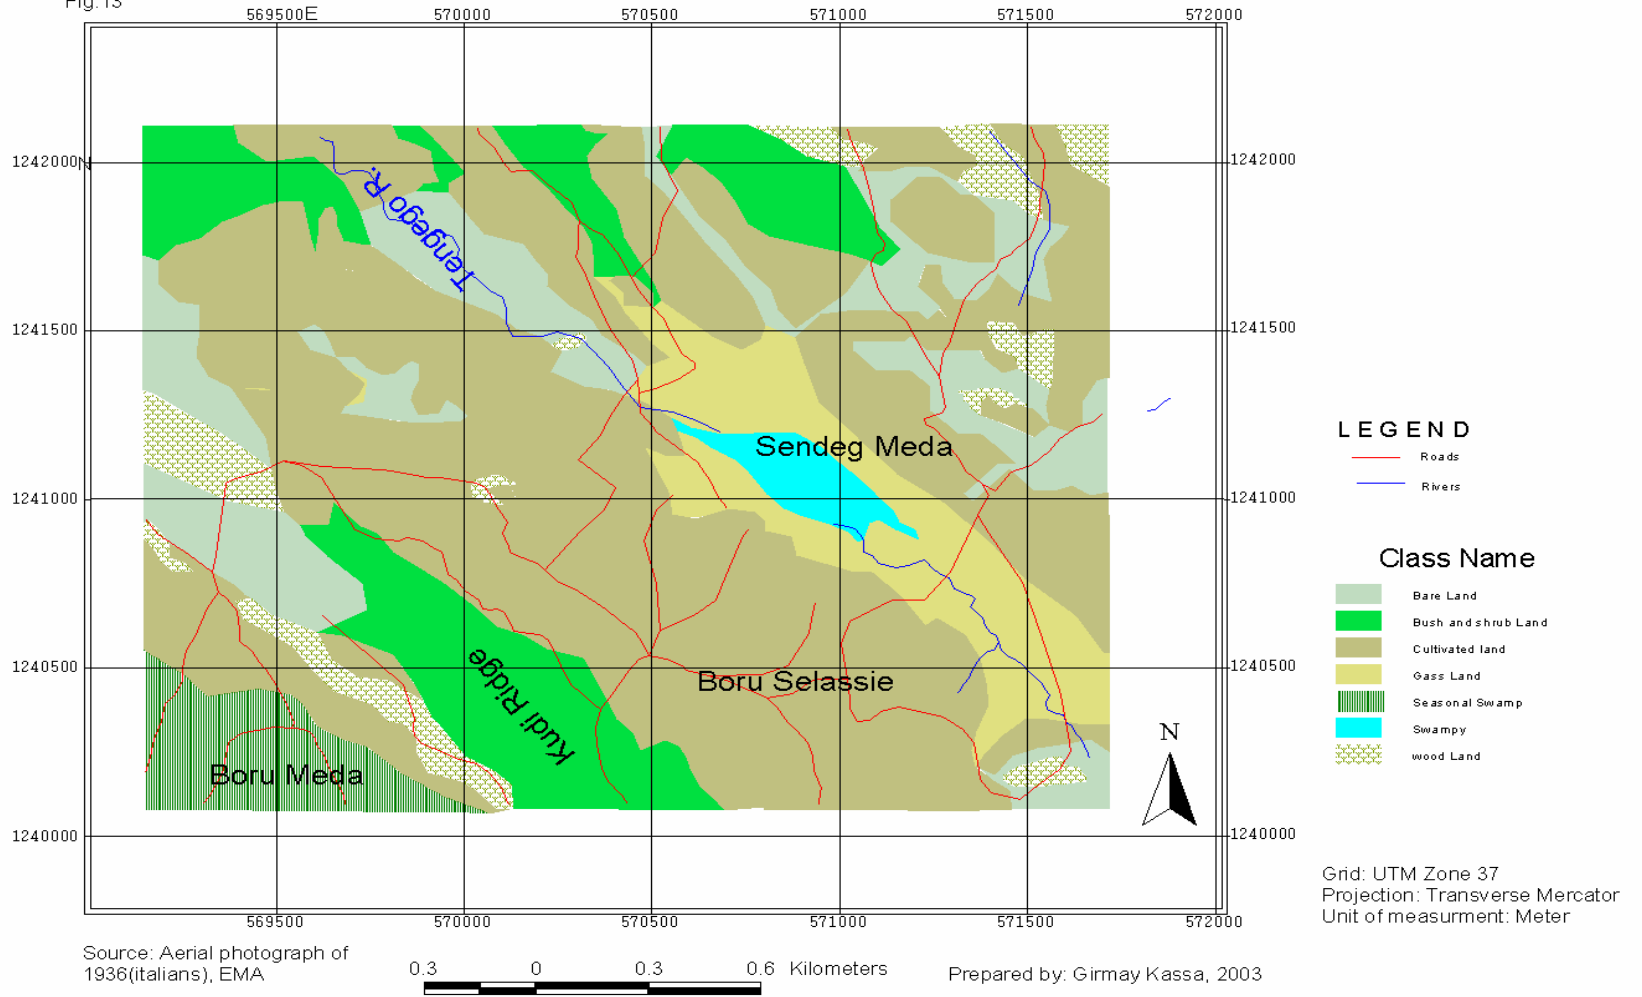 Fig.13
569500E 570000 570500 571000 571500 572000
1242000N 1242000
Tengego R.
1241500 1241500
Sendeg Meda
1241000 1241000
1240500 1240500
Kudi Ridge
Boru Selassie
Boru Meda
1240000 1240000
569500 570000 570500 571000 571500 572000
LEGEND
Roads
Rivers
Class Name
Bare Land
Bush and shrub Land
Cultivated land
Gass Land
Seasonal Swamp
Swampy
wood Land
N
Grid: UTM Zone 37
Projection: Transverse Mercator
Unit of measurment: Meter
Source: Aerial photograph of
1936(italians), EMA
0.3 0 0.3 0.6 Kilometers
Prepared by: Girmay Kassa, 2003